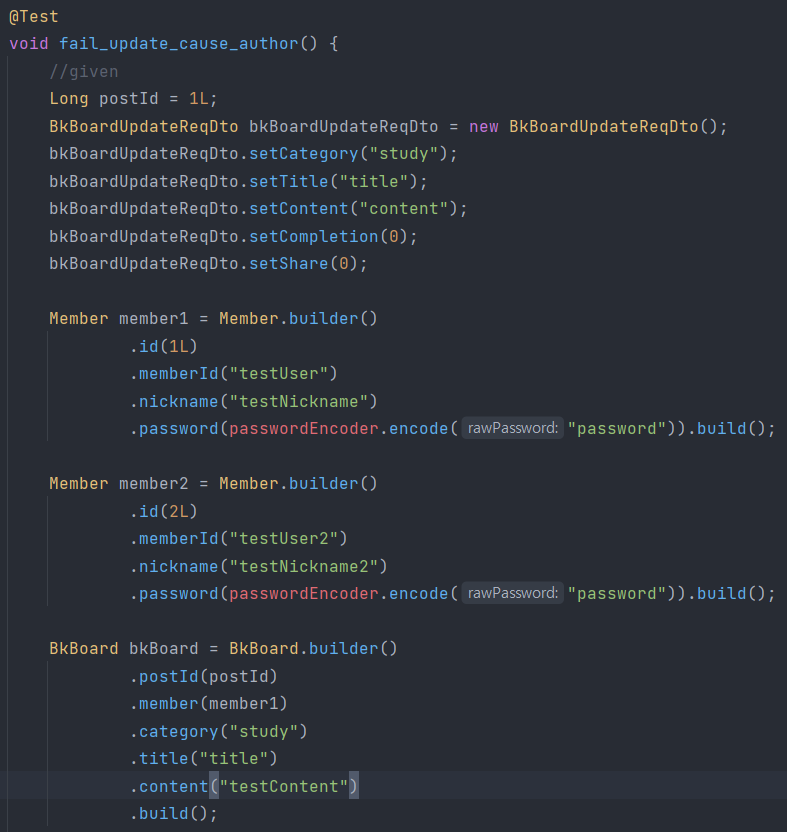 @Test
void fail_update_cause_author() {
    //given
    Long postId = 1L;
    BkBoardUpdateReqDto bkBoardUpdateReqDto = new BkBoardUpdateReqDto();
    bkBoardUpdateReqDto.setCategory("study");
    bkBoardUpdateReqDto.setTitle("title");
    bkBoardUpdateReqDto.setContent("content");
    bkBoardUpdateReqDto.setCompletion(0);
    bkBoardUpdateReqDto.setShare(0);

    Member member1 = Member.builder()
            .id(1L)
            .memberId("testUser")
            .nickname("testNickname")
            .password(passwordEncoder.encode( rawPassword: "password")).build();

    Member member2 = Member.builder()
            .id(2L)
            .memberId("testUser2")
            .nickname("testNickname2")
            .password(passwordEncoder.encode( rawPassword: "password")).build();

    BkBoard bkBoard = BkBoard.builder()
            .postId(postId)
            .member(member1)
            .category("study")
            .title("title")
            .content("testContent")
            .build();